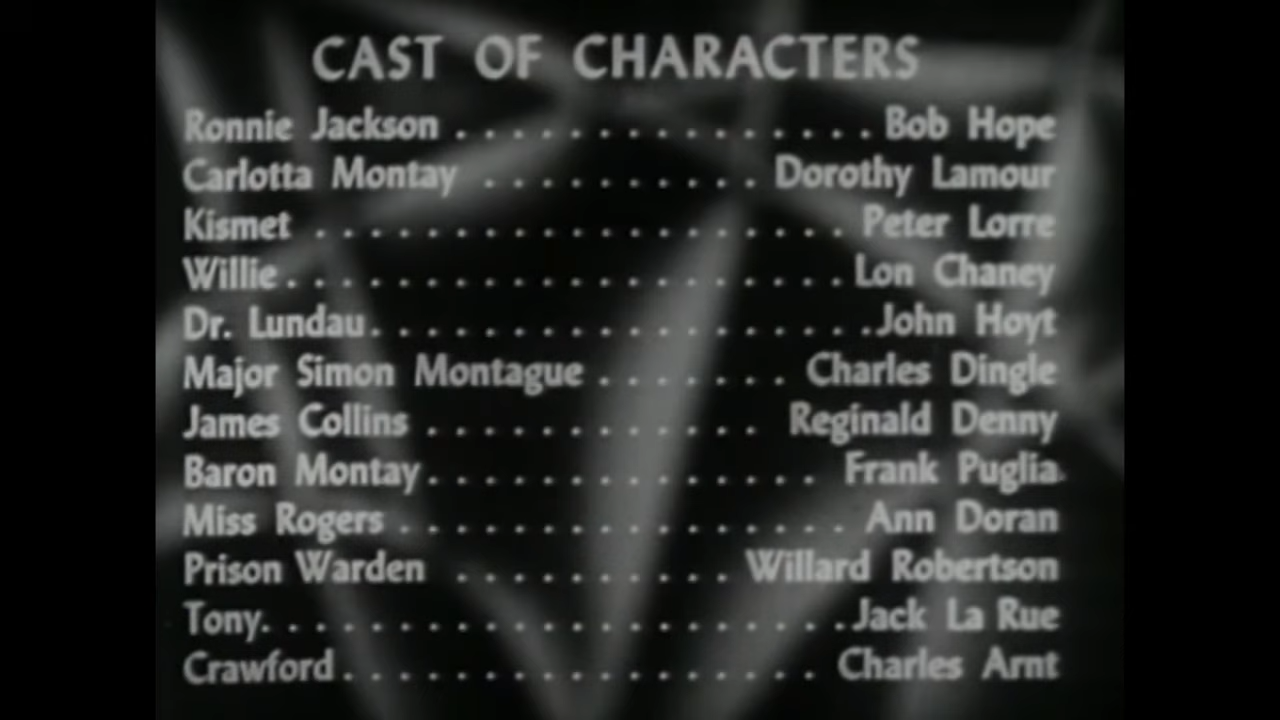 CAST OF CHARACTERS
Ronnie Jackson . . . . . . . . . . . . . . . Bob Hope
Carlotta Montay . . . . . . . . . . Dorothy Lamour
Kismet . . . . . . . . . . . . . . . . . . . Peter Lorre
Willie . . . . . . . . . . . . . . . . . . . . Lon Chaney
Dr. Lundau . . . . . . . . . . . . . . . . . . . John Hoyt
Major Simon Montague . . . . . . . Charles Dingle
James Collins . . . . . . . . . . . . Reginald Denny
Baron Montay . . . . . . . . . . . . . . Frank Puglia
Miss Rogers . . . . . . . . . . . . . . . . Ann Doran
Prison Warden . . . . . . . . . . Willard Robertson
Tony . . . . . . . . . . . . . . . . . . . . . Jack La Rue
Crawford . . . . . . . . . . . . . . . . . Charles Arnt